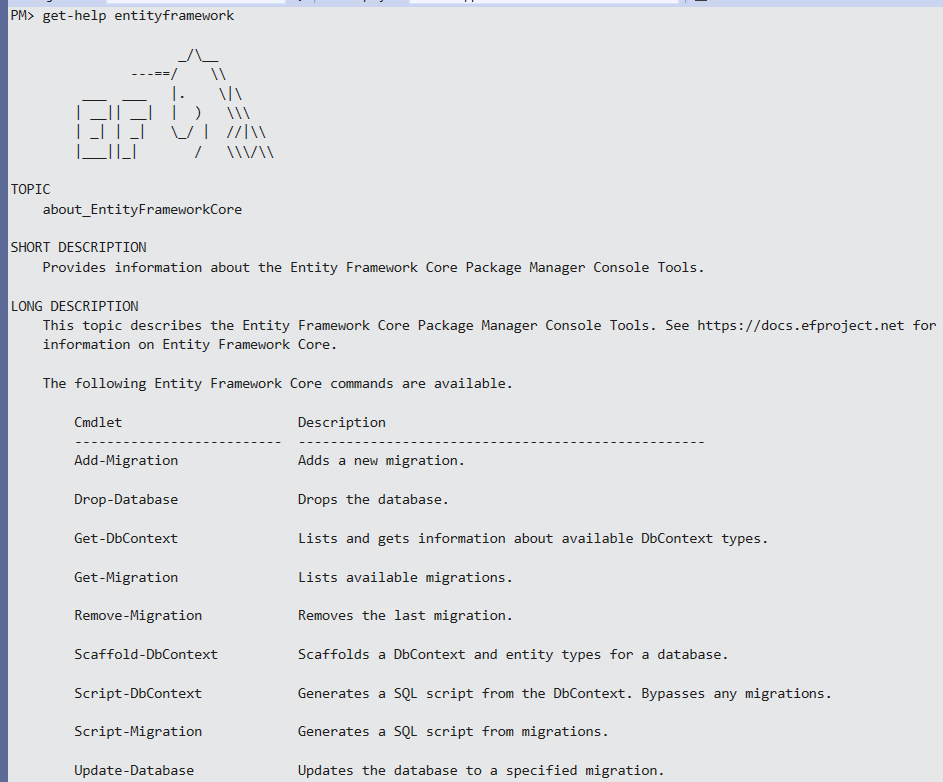 PM> get-help entityframework
                     _/\__
               ---==/    \\
         ___  ___   |.    \|\
        | __|| __|  |  )   \\\
        | _| | _|   \_/ |  //|\\
        |___||_|       /   \\\/\\
TOPIC
    about_EntityFrameworkCore
SHORT DESCRIPTION
    Provides information about the Entity Framework Core Package Manager Console Tools.
LONG DESCRIPTION
    This topic describes the Entity Framework Core Package Manager Console Tools. See https://docs.efproject.net for
    information on Entity Framework Core.
    The following Entity Framework Core commands are available.
        Cmdlet                      Description
        --------------------------  ---------------------------------------------------
        Add-Migration               Adds a new migration.
        Drop-Database               Drops the database.
        Get-DbContext               Lists and gets information about available DbContext types.
        Get-Migration               Lists available migrations.
        Remove-Migration            Removes the last migration.
        Scaffold-DbContext          Scaffolds a DbContext and entity types for a database.
        Script-DbContext            Generates a SQL script from the DbContext. Bypasses any migrations.
        Script-Migration            Generates a SQL script from migrations.
        Update-Database             Updates the database to a specified migration.